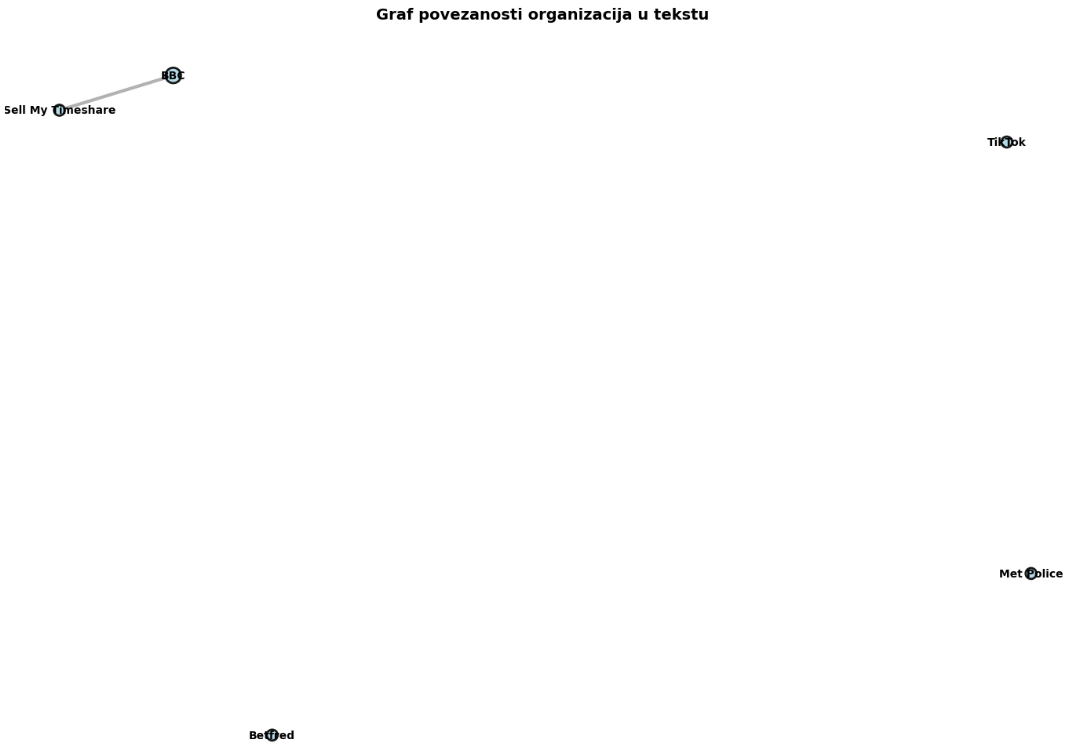 Graf povezanosti organizacija u tekstu
BBC
Sell My Timeshare
TikTok
Met Police
Betfred